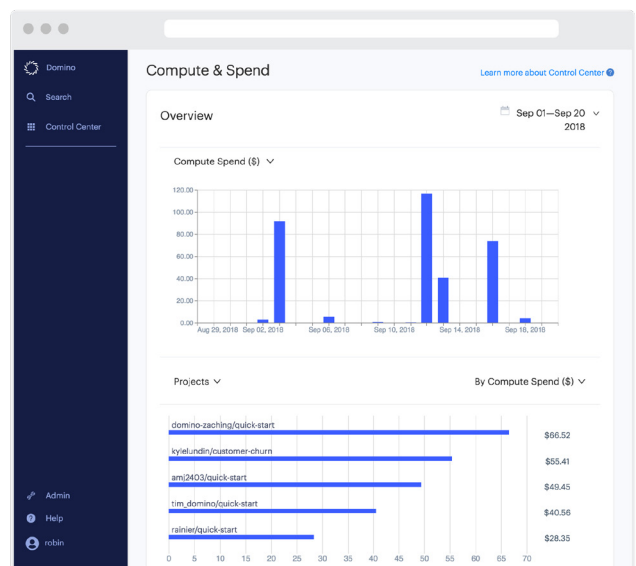 Domino
Search
Control Center
Admin
Help
robin
Compute & Spend
Learn more about Control Center
Overview
Sep 01—Sep 20
2018
Compute Spend ($)
120.00
100.00
80.00
60.00
40.00
20.00
0.00
Aug 29, 2018 Sep 02, 2018 Sep 06, 2018 Sep 10, 2018 Sep 14, 2018 Sep 18, 2018
Projects
By Compute Spend ($)
domino-zaching/quick-start
$66.52
kylelundin/customer-churn
$55.41
amj2403/quick-start
$49.45
tim_domino/quick-start
$40.56
rainier/quick-start
$28.35
0 5 10 15 20 25 30 35 40 45 50 55 60 65 70